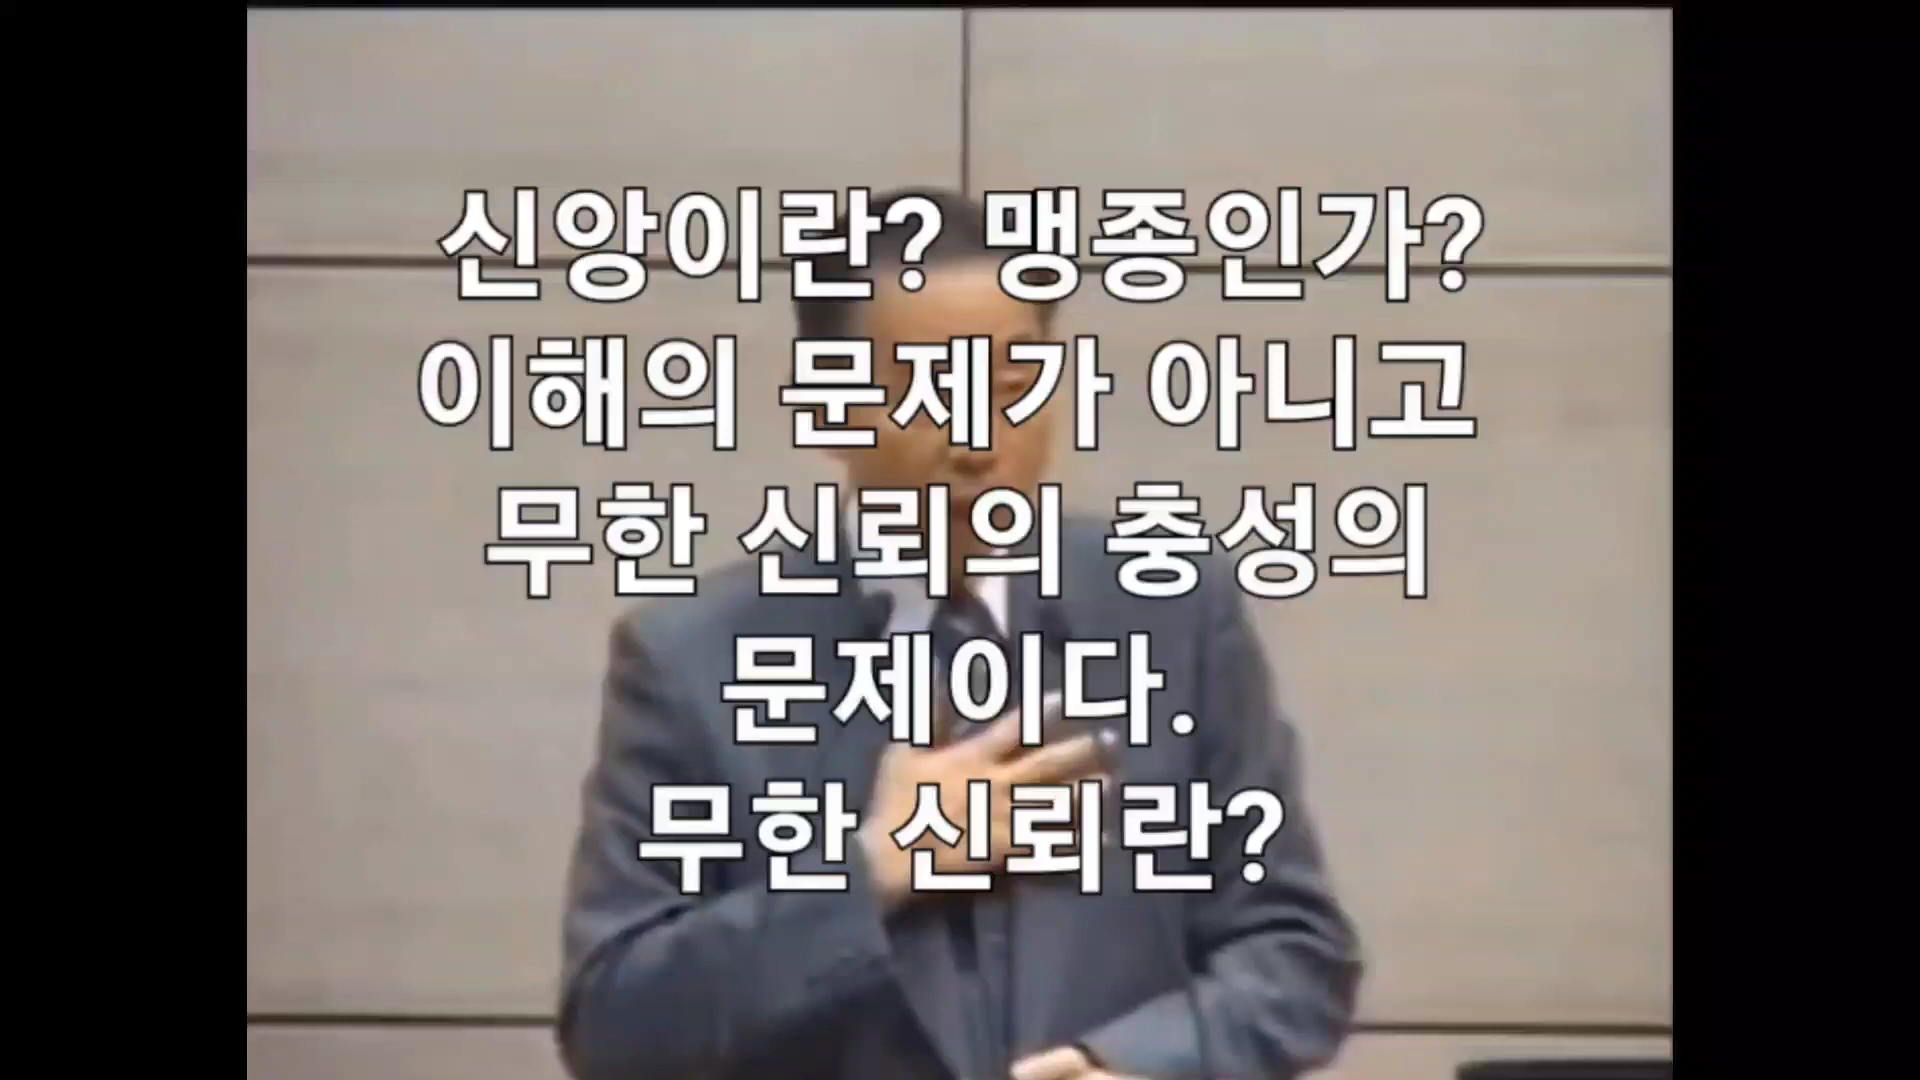 신앙이란? 맹종인가?
이해의 문제가 아니고
무한 신뢰의 충성의
문제이다.
무한 신뢰란?